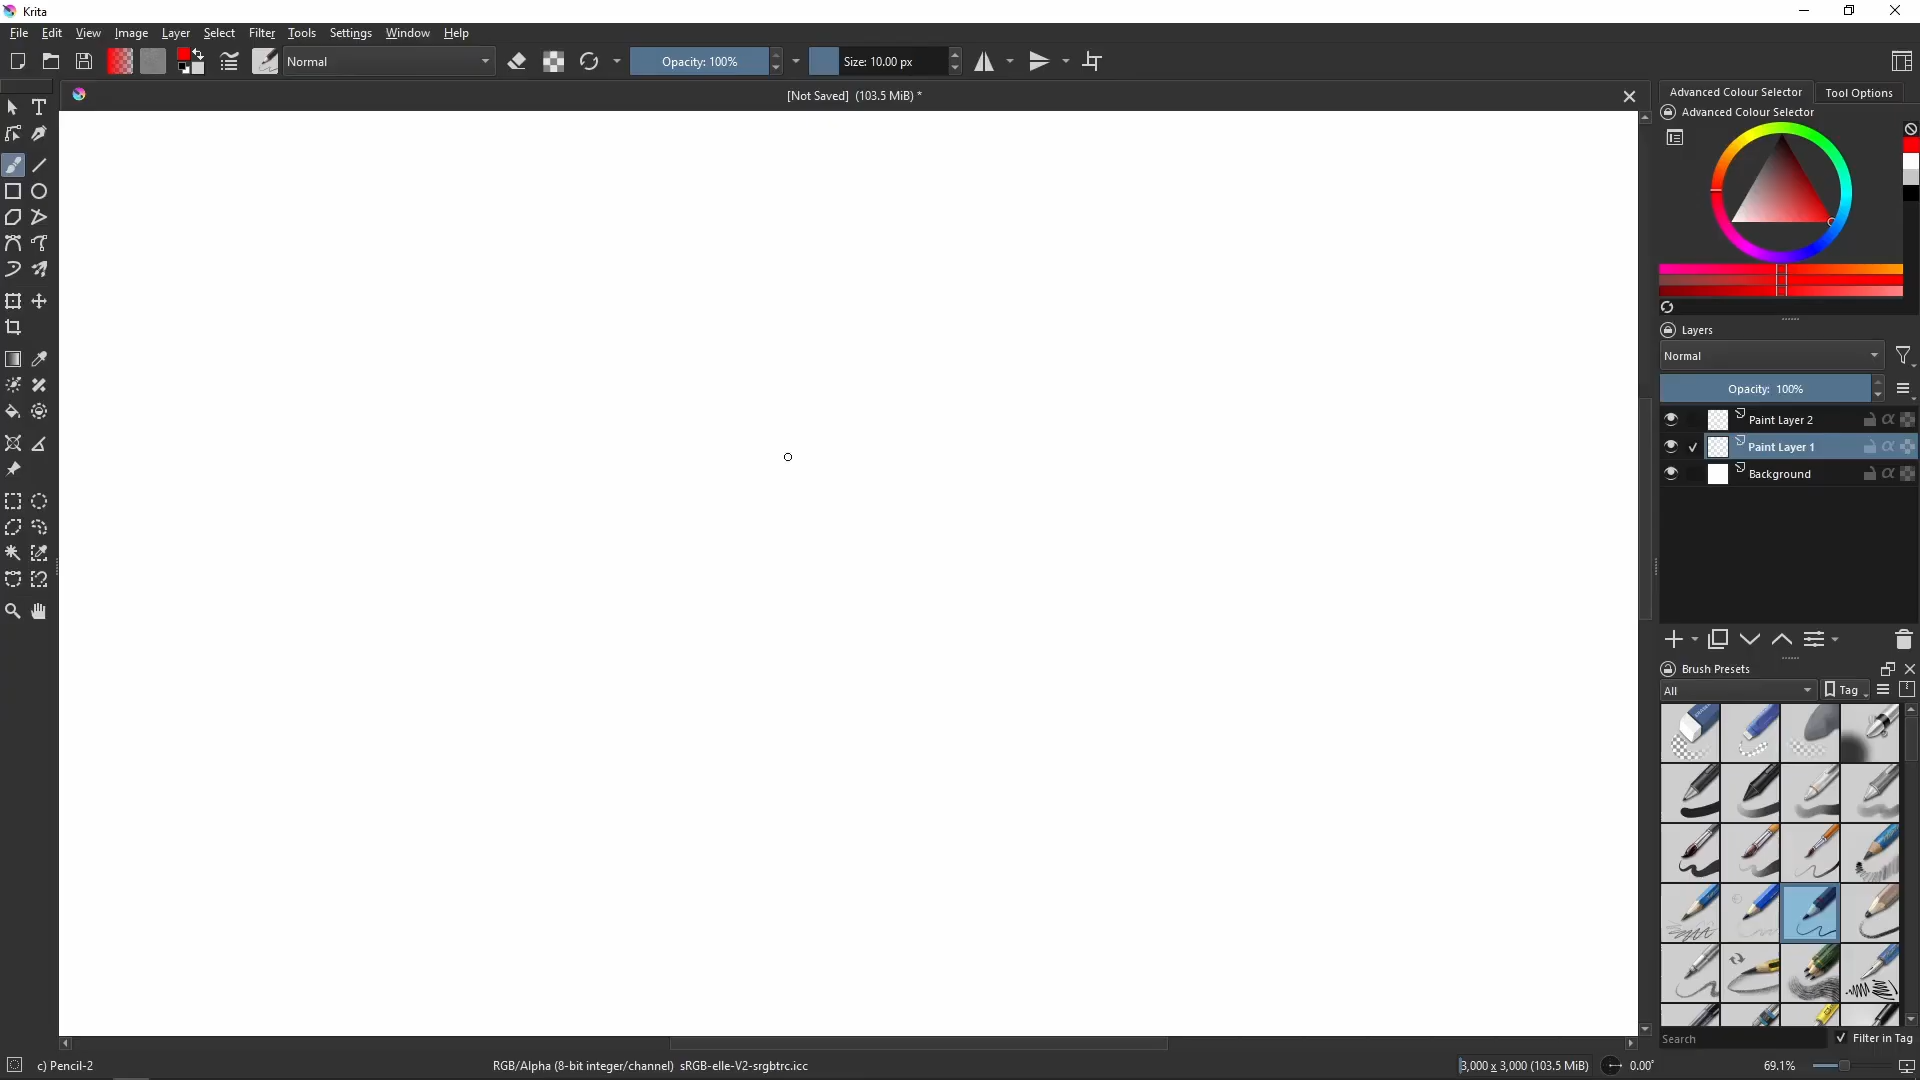 Krita
File Edit View Image Layer Select Filter Tools Settings Window Help
Normal
Opacity: 100%
Size: 10.00 px
[Not Saved] (103.5 MiB) *
Advanced Colour Selector
Tool Options
Advanced Colour Selector
Layers
Normal
Opacity: 100%
Paint Layer 2
Paint Layer 1
Background
Brush Presets
All
Tag
Search
Filter in Tag
c) Pencil-2
RGB/Alpha (8-bit integer/channel) sRGB-elle-V2-srgbtrc.icc
3,000 x 3,000 (103.5 MiB)
0.00°
69.1%